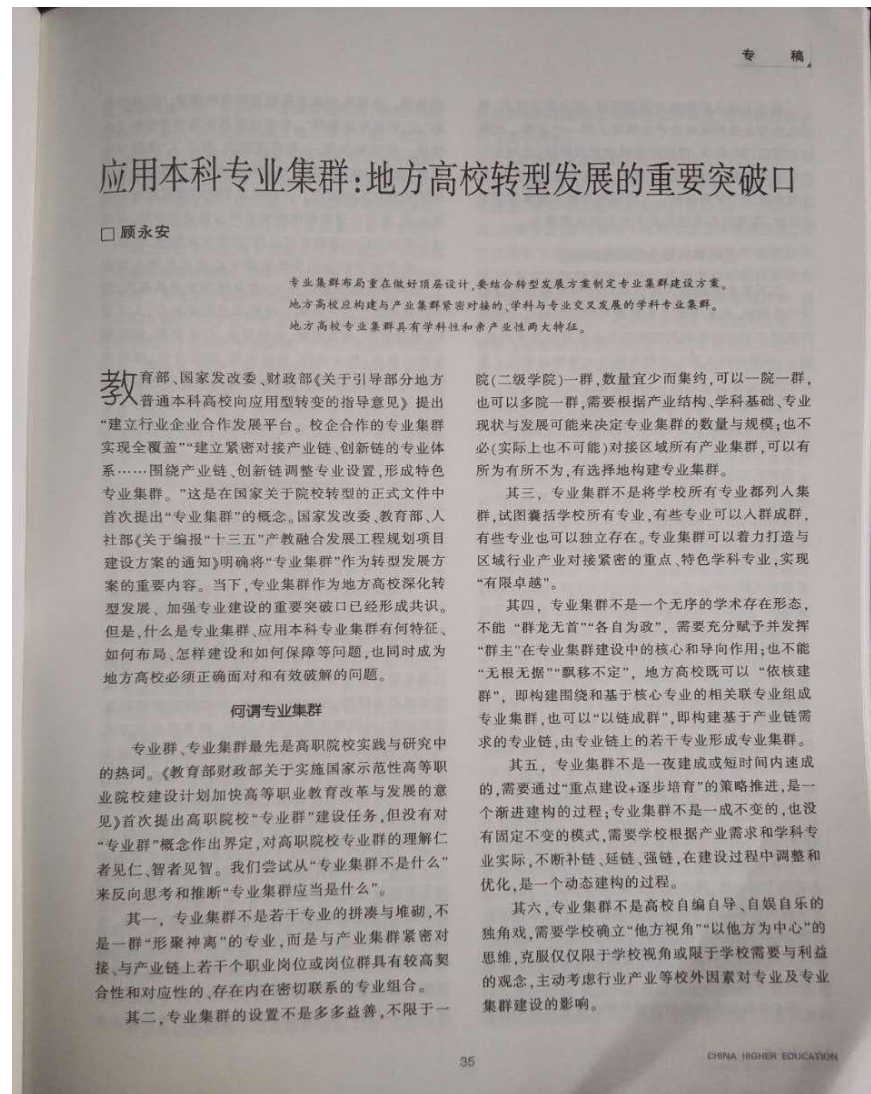 专 稿
应用本科专业集群:地方高校转型发展的重要突破口
□ 顾永安
专业集群布局重在做好顶层设计,要结合转型发展方案制定专业集群建设方案。
地方高校应构建与产业集群紧密对接的、学科与专业交叉发展的学科专业集群。
地方高校专业集群具有学科性和亲产业性两大特征。
教育部、国家发改委、财政部《关于引导部分地方
普通本科高校向应用型转变的指导意见》提出
“建立行业企业合作发展平台。校企合作的专业集群
实现全覆盖”“建立紧密对接产业链、创新链的专业体
系……围绕产业链、创新链调整专业设置,形成特色
专业集群。”这是在国家关于院校转型的正式文件中
首次提出“专业集群”的概念。国家发改委、教育部、人
社部《关于编报“十三五”产教融合发展工程规划项目
建设方案的通知》明确将“专业集群”作为转型发展方
案的重要内容。当下,专业集群作为地方高校深化转
型发展、加强专业建设的重要突破口已经形成共识。
但是,什么是专业集群、应用本科专业集群有何特征、
如何布局、怎样建设和如何保障等问题,也同时成为
地方高校必须正确面对和有效破解的问题。
何谓专业集群
专业群、专业集群最先是高职院校实践与研究中
的热词。《教育部财政部关于实施国家示范性高等职
业院校建设计划加快高等职业教育改革与发展的意
见》首次提出高职院校“专业群”建设任务,但没有对
“专业群”概念作出界定,对高职院校专业群的理解仁
者见仁、智者见智。我们尝试从“专业集群不是什么”
来反向思考和推断“专业集群应当是什么”。
其一,专业集群不是若干专业的拼凑与堆砌,不
是一群“形聚神离”的专业,而是与产业集群紧密对
接、与产业链上若干个职业岗位或岗位群具有较高契
合性和对应性的、存在内在密切联系的专业组合。
其二,专业集群的设置不是多多益善,不限于一
院(二级学院)一群,数量宜少而集约,可以一院一群,
也可以多院一群,需要根据产业结构、学科基础、专业
现状与发展可能来决定专业集群的数量与规模;也不
必(实际上也不可能)对接区域所有产业集群,可以有
所为有所不为,有选择地构建专业集群。
其三,专业集群不是将学校所有专业都列入集
群,试图囊括学校所有专业,有些专业可以入群成群,
有些专业也可以独立存在。专业集群可以着力打造与
区域行业产业对接紧密的重点、特色学科专业,实现
“有限卓越”。
其四,专业集群不是一个无序的学术存在形态,
不能“群龙无首”“各自为政”,需要充分赋予并发挥
“群主”在专业集群建设中的核心和导向作用;也不能
“无根无据”“飘移不定”,地方高校既可以“依核建
群”,即构建围绕和基于核心专业的相关联专业组成
专业集群,也可以“以链成群”,即构建基于产业链需
求的专业链,由专业链上的若干专业形成专业集群。
其五,专业集群不是一夜建成或短时间内速成
的,需要通过“重点建设+逐步培育”的策略推进,是一
个渐进建构的过程;专业集群不是一成不变的,也没
有固定不变的模式,需要学校根据产业需求和学科专
业实际,不断补链、延链、强链,在建设过程中调整和
优化,是一个动态建构的过程。
其六,专业集群不是高校自编自导、自娱自乐的
独角戏,需要学校确立“他方视角”“以他方为中心”的
思维,克服仅仅限于学校视角或限于学校需要与利益
的观念,主动考虑行业产业等校外因素对专业及专业
集群建设的影响。
35
CHINA HIGHER EDUCATION